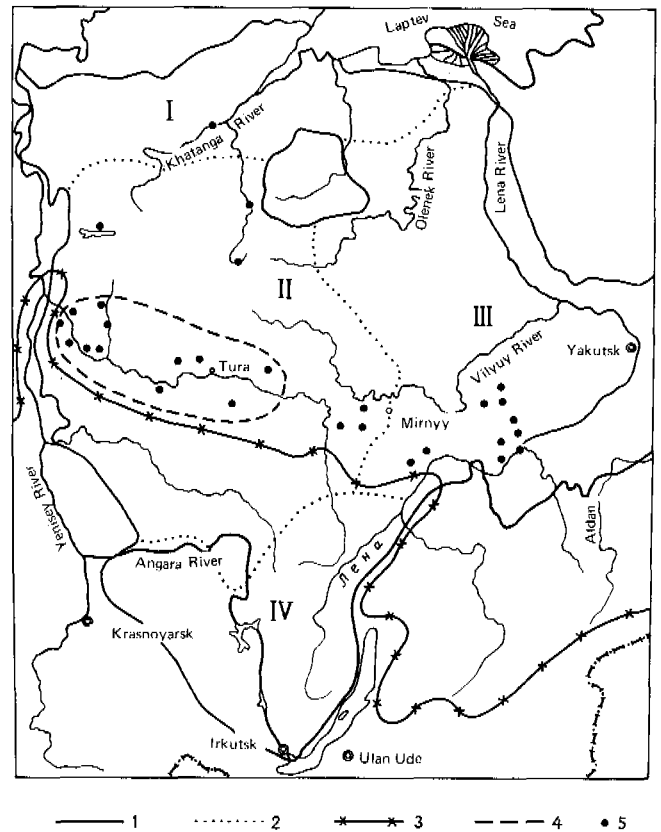 Laptev Sea
I
Khatanga River
Olenek River
Lena River
II
III
Vilyuy River
Yakutsk
Tura
Mirnyy
Yenisey River
Angara River
Лена
Aldan
IV
Krasnoyarsk
Irkutsk
Ulan Ude
1 2 3 4 5